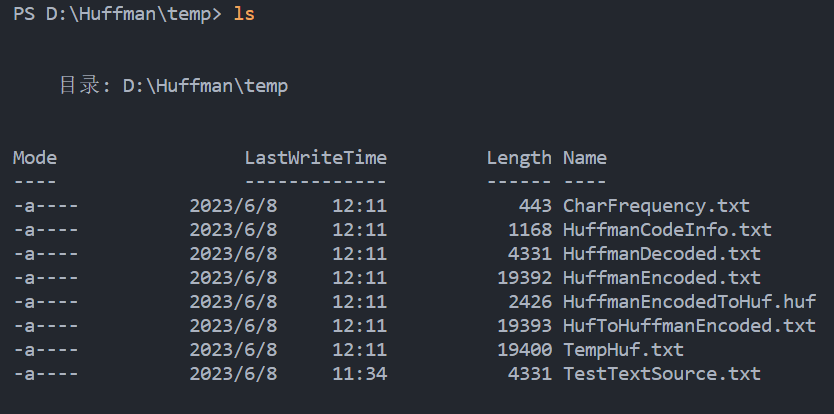 PS D:\Huffman\temp> ls
目录: D:\Huffman\temp
Mode LastWriteTime Length Name
---- ------------- ------ ----
-a---- 2023/6/8 12:11 443 CharFrequency.txt
-a---- 2023/6/8 12:11 1168 HuffmanCodeInfo.txt
-a---- 2023/6/8 12:11 4331 HuffmanDecoded.txt
-a---- 2023/6/8 12:11 19392 HuffmanEncoded.txt
-a---- 2023/6/8 12:11 2426 HuffmanEncodedToHuf.huf
-a---- 2023/6/8 12:11 19393 HufToHuffmanEncoded.txt
-a---- 2023/6/8 12:11 19400 TempHuf.txt
-a---- 2023/6/8 11:34 4331 TestTextSource.txt